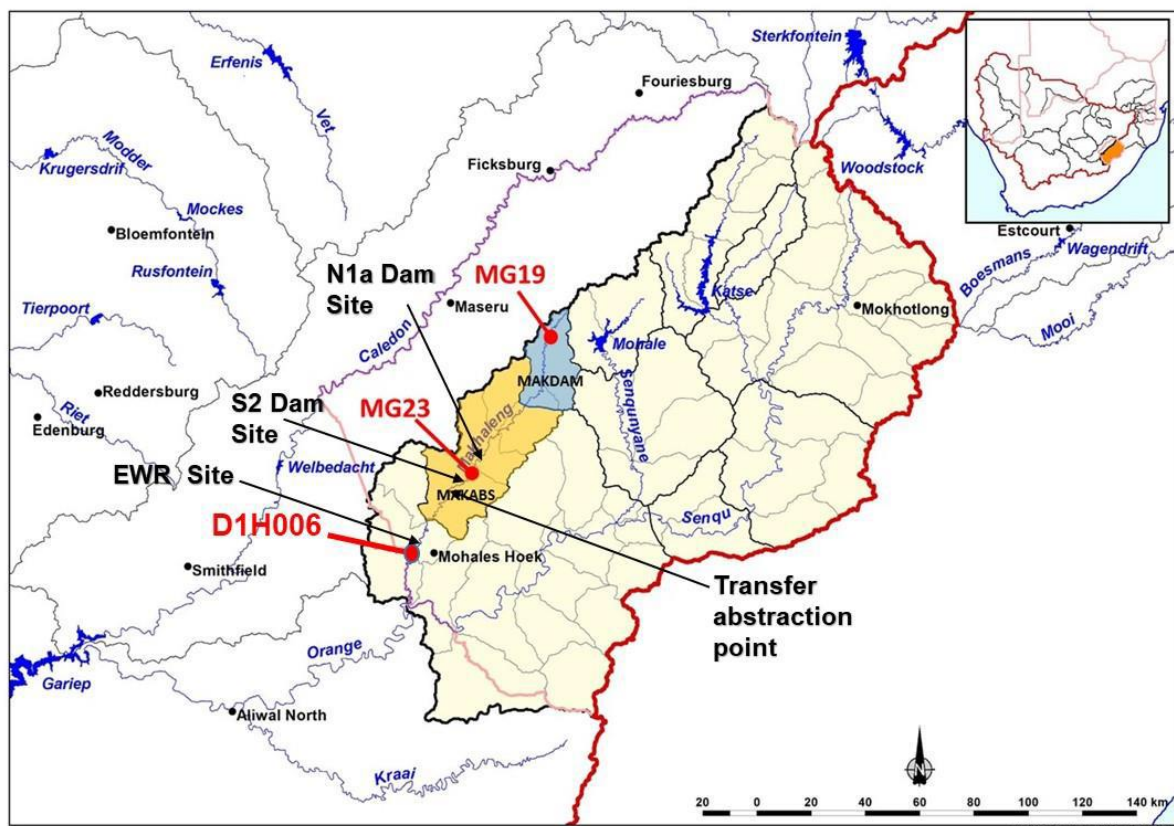 Sterkfontein
Erfenis
Fouriesburg
Vet
Modder
Krugersdrif
Ficksburg
Woodstock
Mockes
Bloemfontein
Estcourt
Wagendrift
Boesmans
Rusfontein
N1a Dam
Site
MG19
Katse
Mokhotlong
Mooi
Tierpoort
Maseru
Caledon
Mohale
MAKDAM
Senqunyane
Reddersburg
Riet
Edenburg
S2 Dam
Site
MG23
Makhaleng
Welbedacht
MAKABS
EWR Site
Senqu
D1H006
Mohales Hoek
Smithfield
Transfer
abstraction
point
Orange
Gariep
Aliwal North
Kraai
N
20 0 20 40 60 80 100 120 140 km